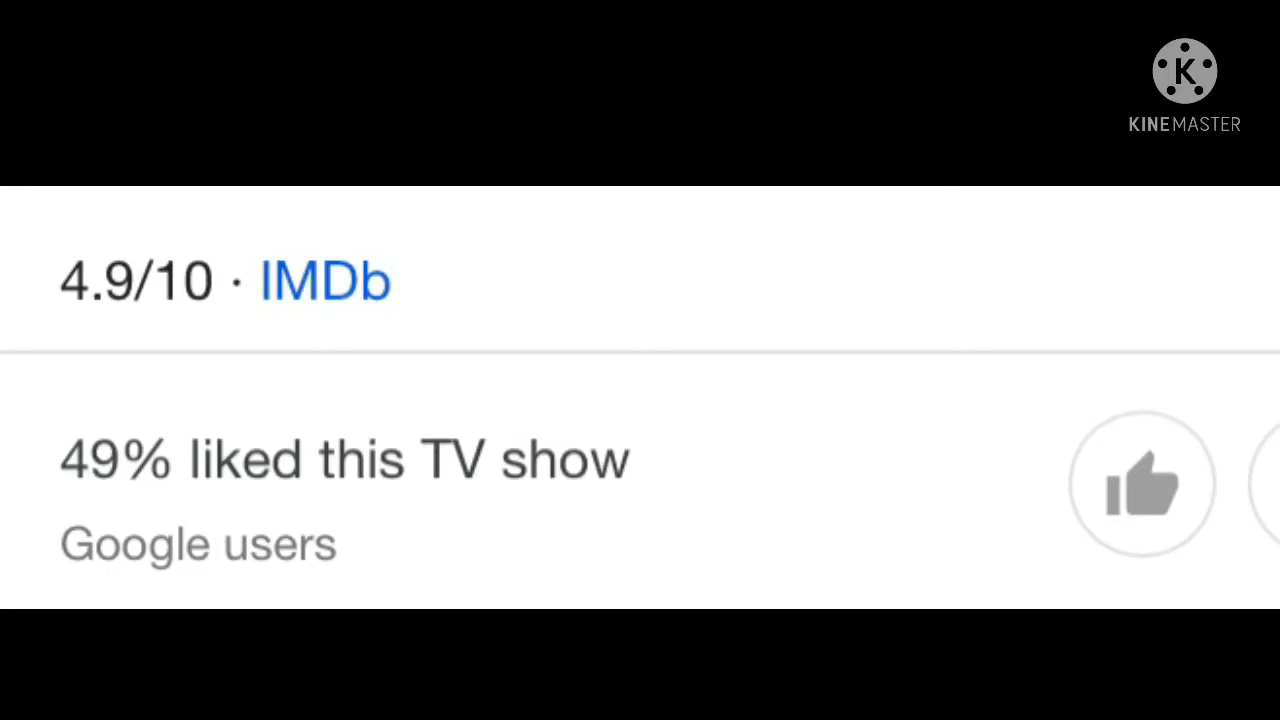 K
KINEMASTER
4.9/10 · IMDb
49% liked this TV show
Google users